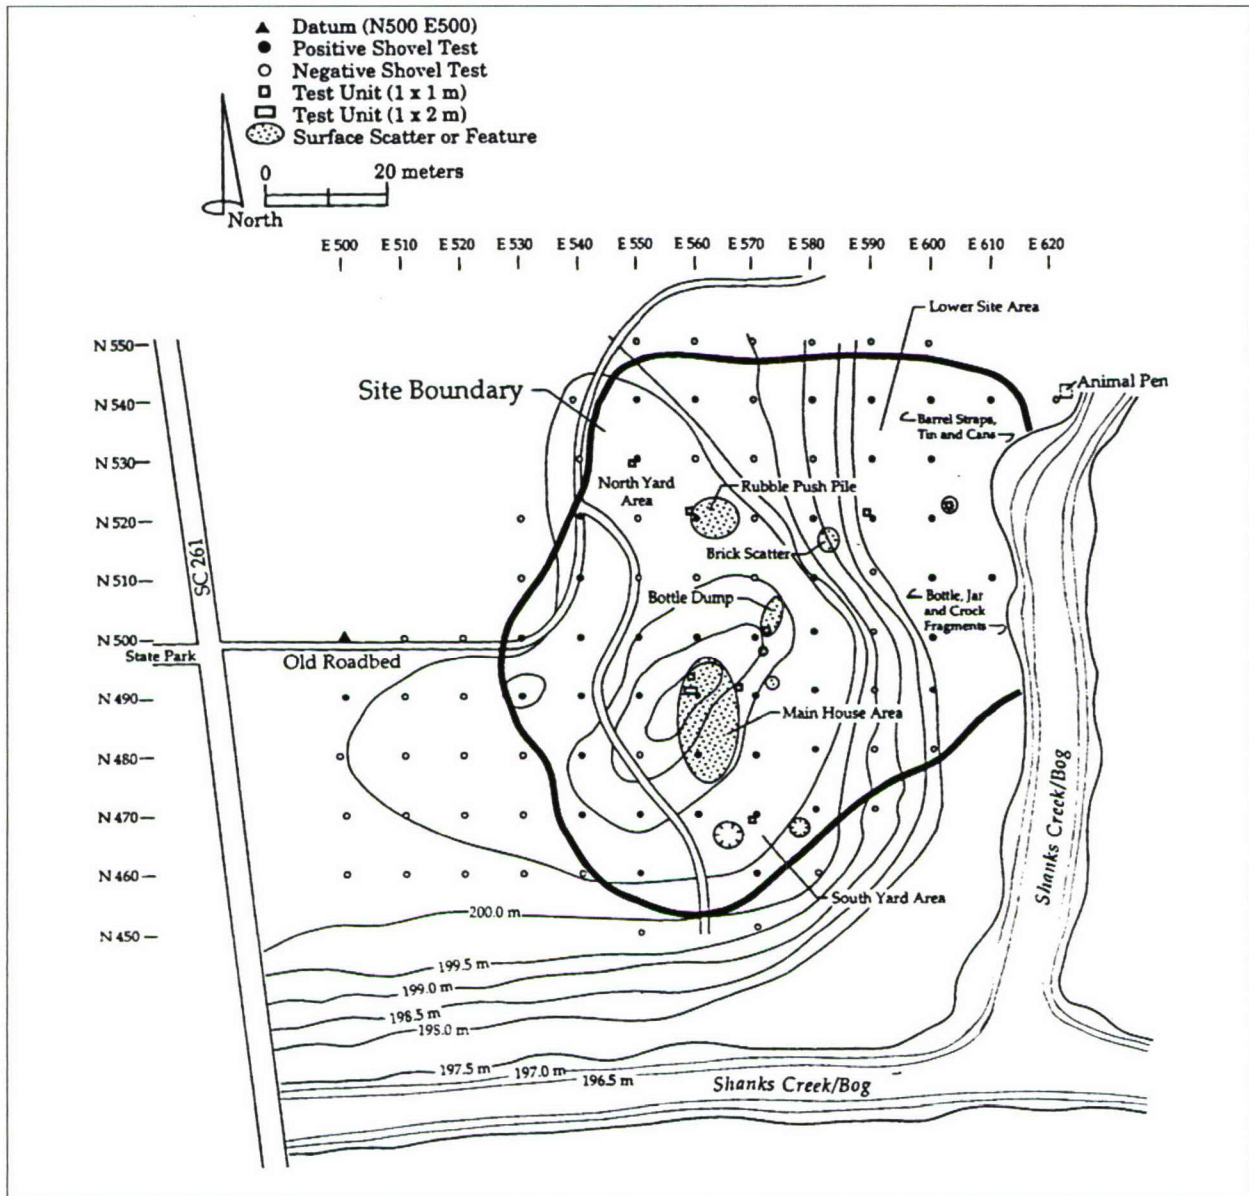 Datum (N500 E500)
Positive Shovel Test
Negative Shovel Test
Test Unit (1 x 1 m)
Test Unit (1 x 2 m)
Surface Scatter or Feature
0 20 meters
North
E 500 E 510 E 520 E 530 E 540 E 550 E 560 E 570 E 580 E 590 E 600 E 610 E 620
Lower Site Area
N 550
Site Boundary
Animal Pen
N 540
Barrel Straps,
Tin and Cans
N 530
North Yard
Area
Rubble Push Pile
N 520
Brick Scatter
SC 261
N 510
Bottle Dump
Bottle, Jar
and Crock
Fragments
N 500
State Park
Old Roadbed
N 490
Main House Area
N 480
N 470
Shanks Creek/Bog
N 460
South Yard Area
200.0 m
N 450
199.5 m
199.0 m
198.5 m
198.0 m
197.5 m
197.0 m
196.5 m
Shanks Creek/Bog